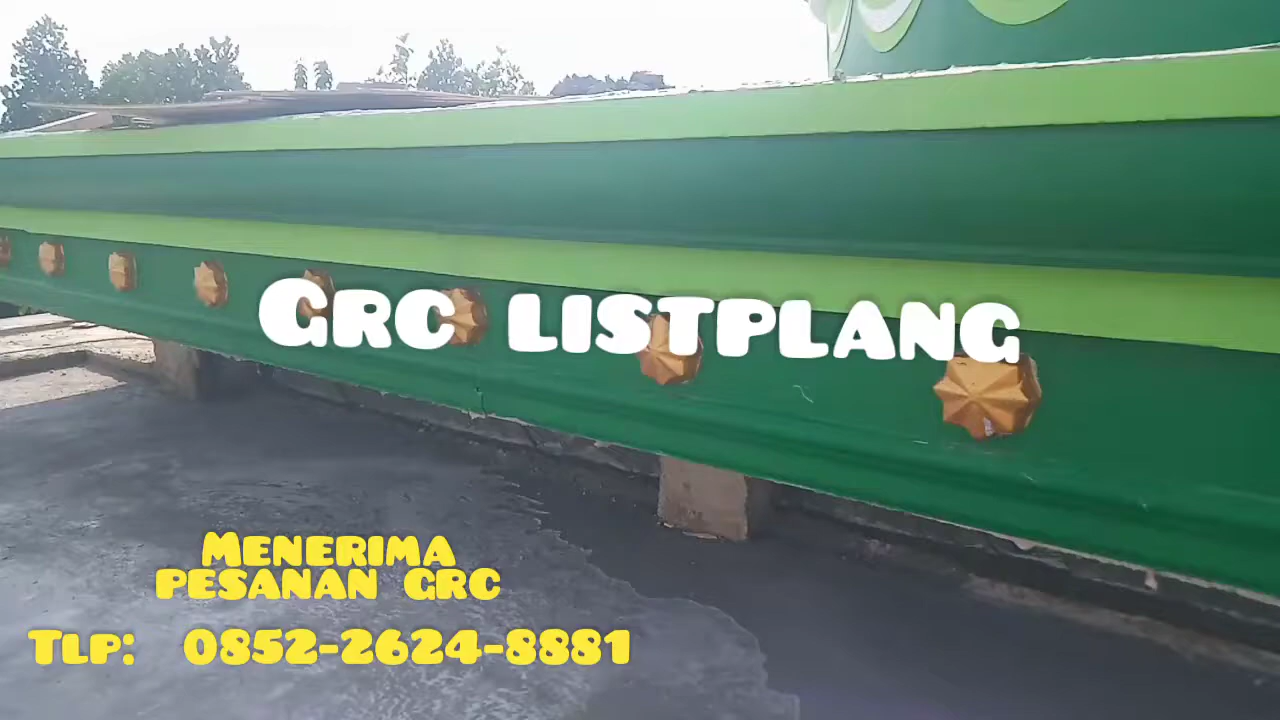 GRC LISTPLANG
MENERIMA
PESANAN GRC
TLP: 0852-2624-8881